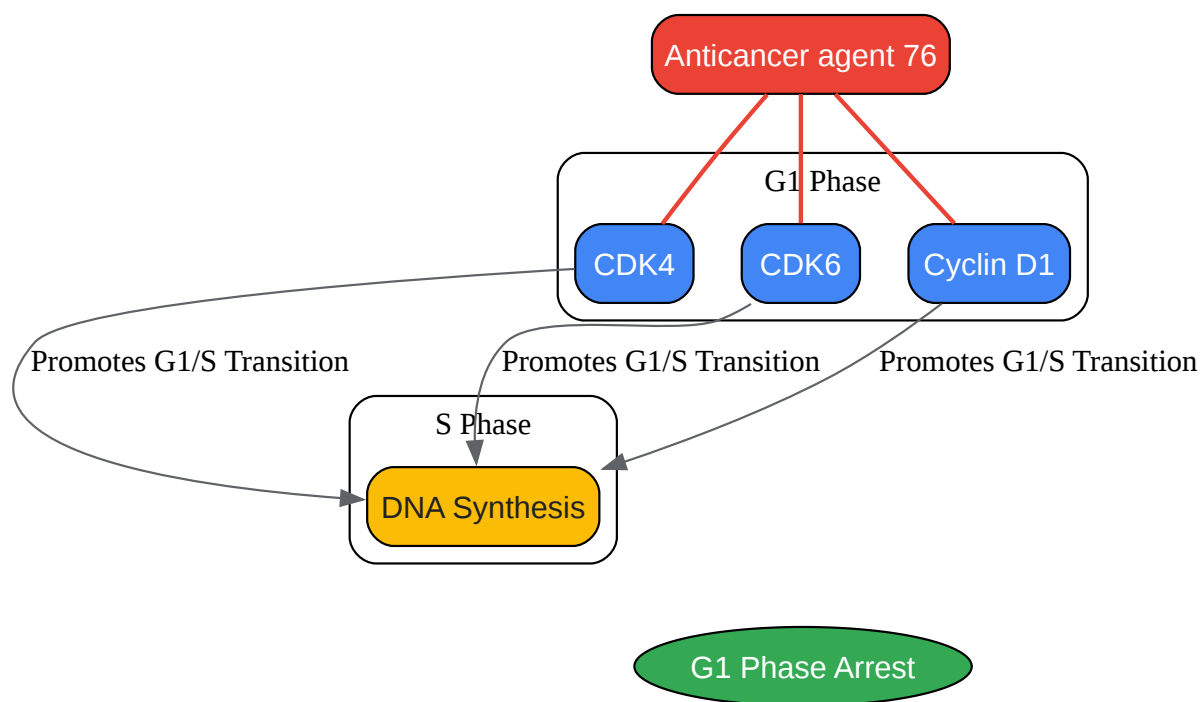 Anticancer agent 76
G1 Phase
CDK4
CDK6
Cyclin D1
Promotes G1/S Transition
Promotes G1/S Transition
Promotes G1/S Transition
S Phase
DNA Synthesis
G1 Phase Arrest